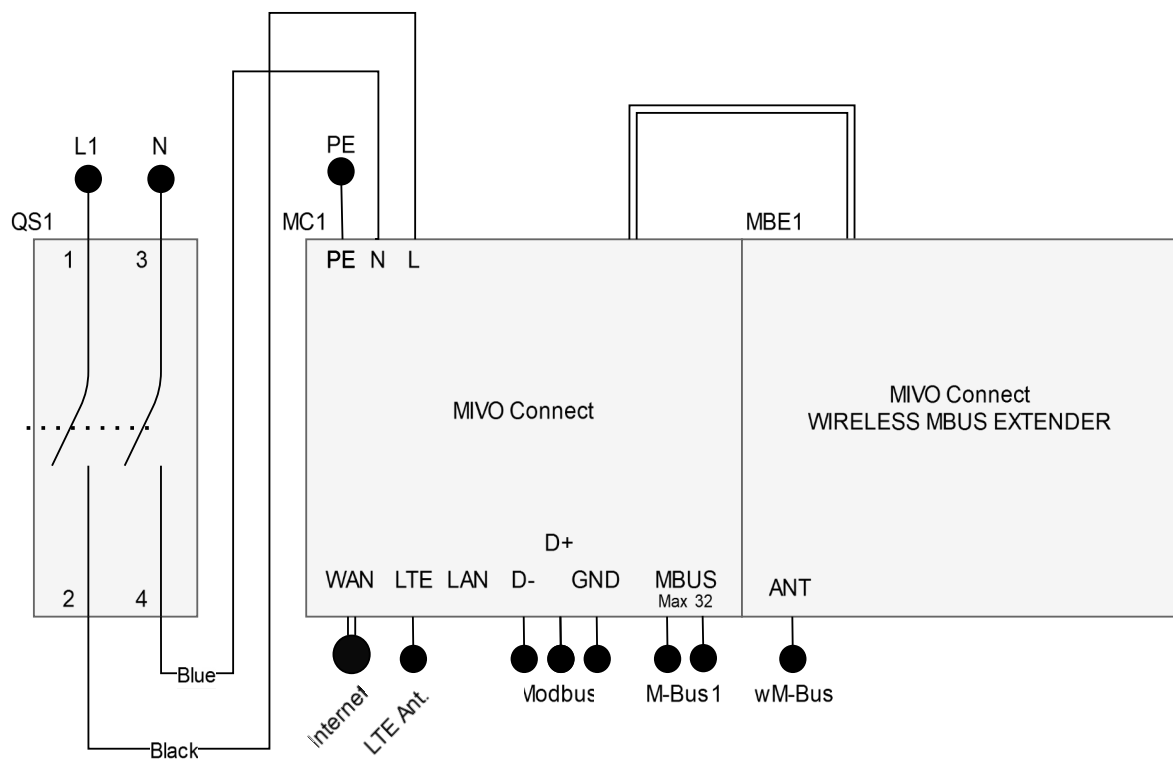 L1 N
PE
QS1
MC1
MBE1
1 3
PE N L
MIVO Connect
MIVO Connect
WIRELESS MBUS EXTENDER
D+
WAN LTE LAN D- GND MBUS
Max 32
ANT
2 4
Blue
Internet
LTE Ant.
Modbus
M-Bus 1
wM-Bus
Black